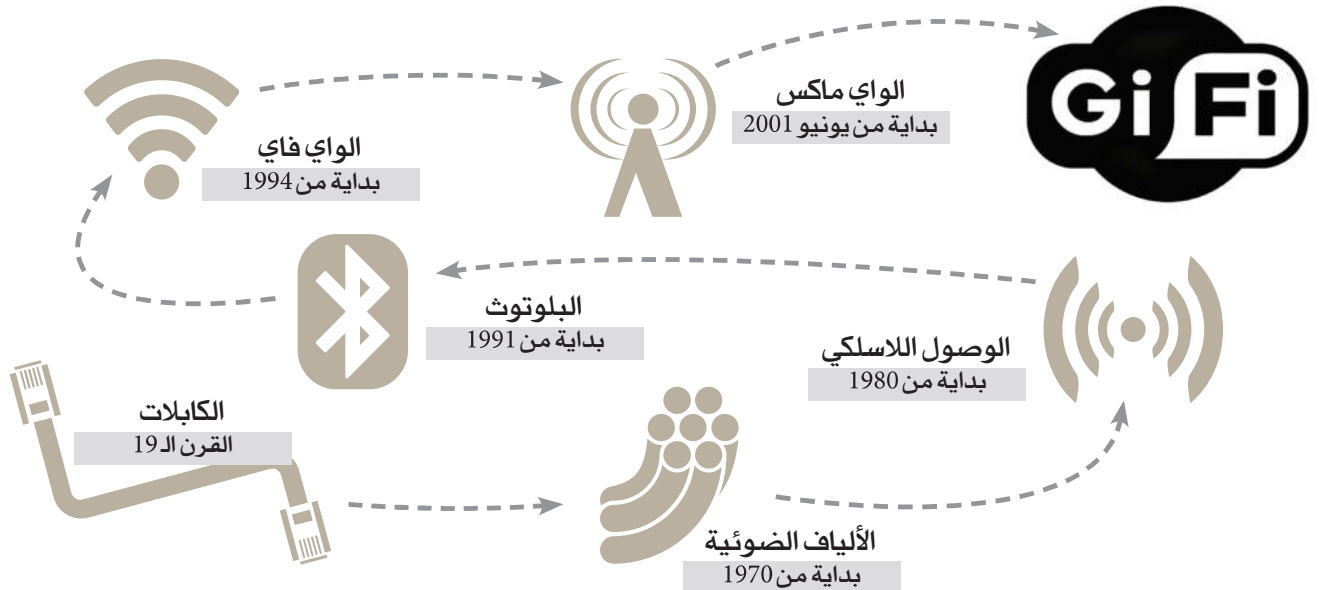 GiFi
الواي ماكس
بداية من يونيو 2001
الواي فاي
بداية من 1994
البلوتوث
بداية من 1991
الوصول اللاسلكي
بداية من 1980
الكابلات
القرن الـ 19
الألياف الضوئية
بداية من 1970